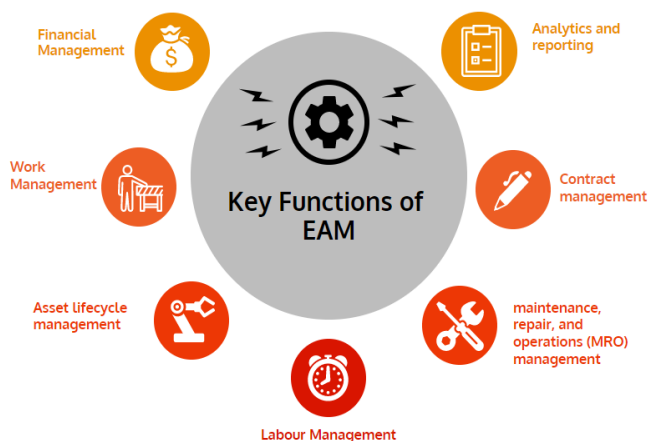 Financial
Management
Analytics and
reporting
Work
Management
Key Functions of
EAM
Contract
management
Asset lifecycle
management
maintenance,
repair, and
operations (MRO)
management
Labour Management